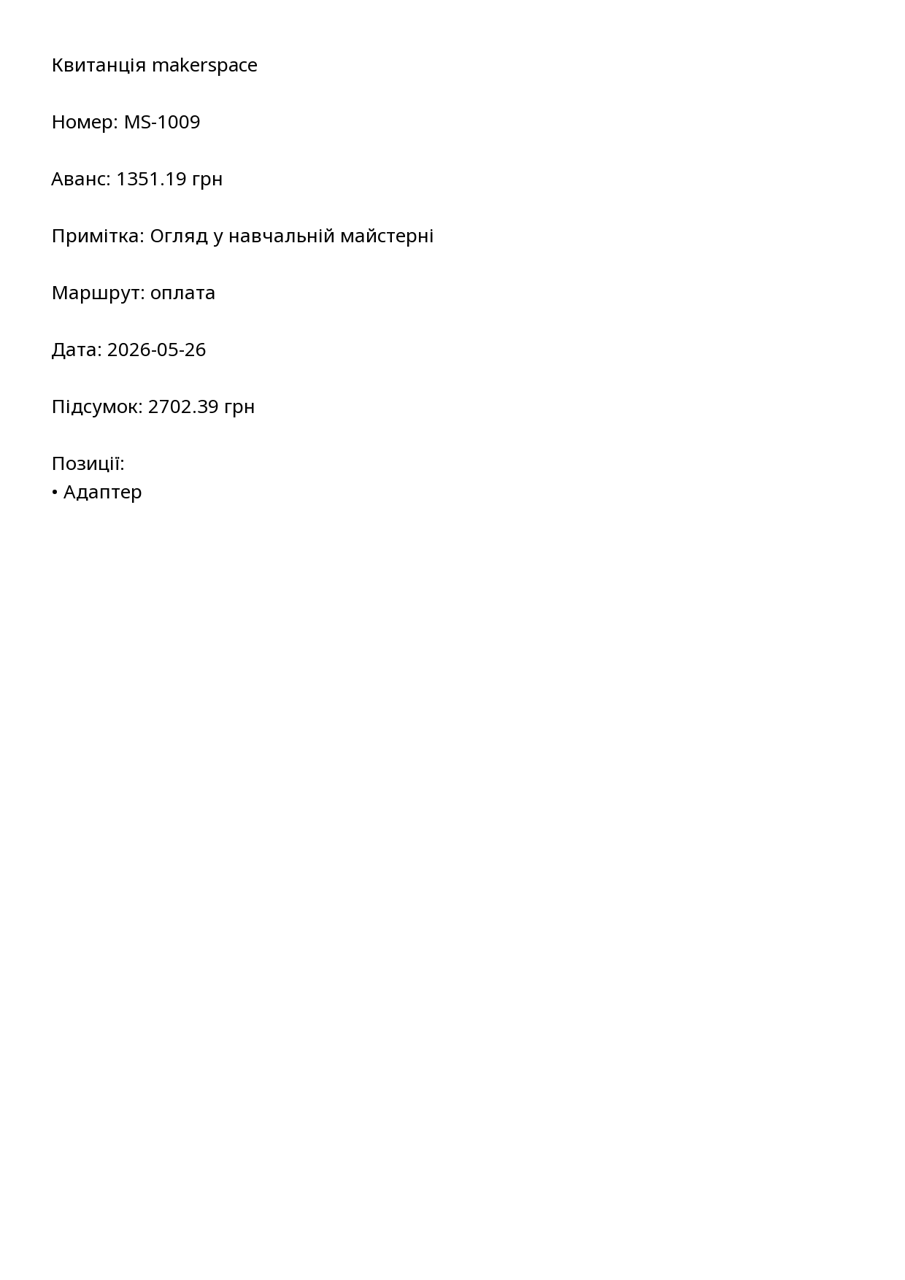 Квитанція makerspace
Номер: MS-1009
Аванс: 1351.19 грн
Примітка: Огляд у навчальній майстерні
Маршрут: оплата
Дата: 2026-05-26
Підсумок: 2702.39 грн
Позиції:
• Адаптер